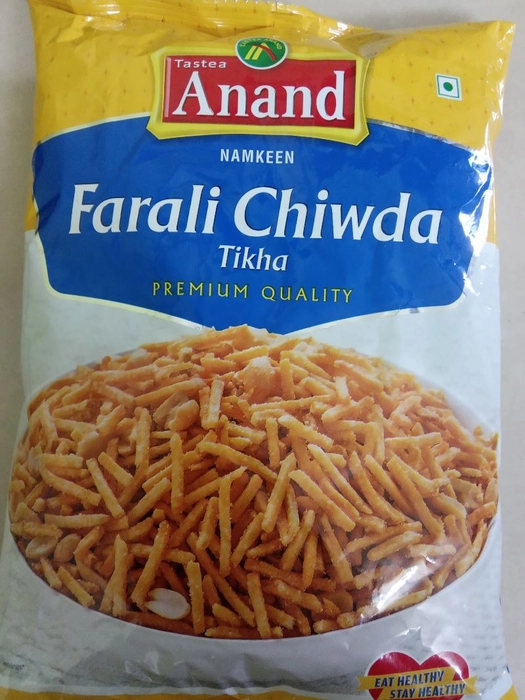 Tastea
Anand
NAMKEEN
Farali Chiwda
Tikha
PREMIUM QUALITY
EAT HEALTHY
STAY HEALTHY